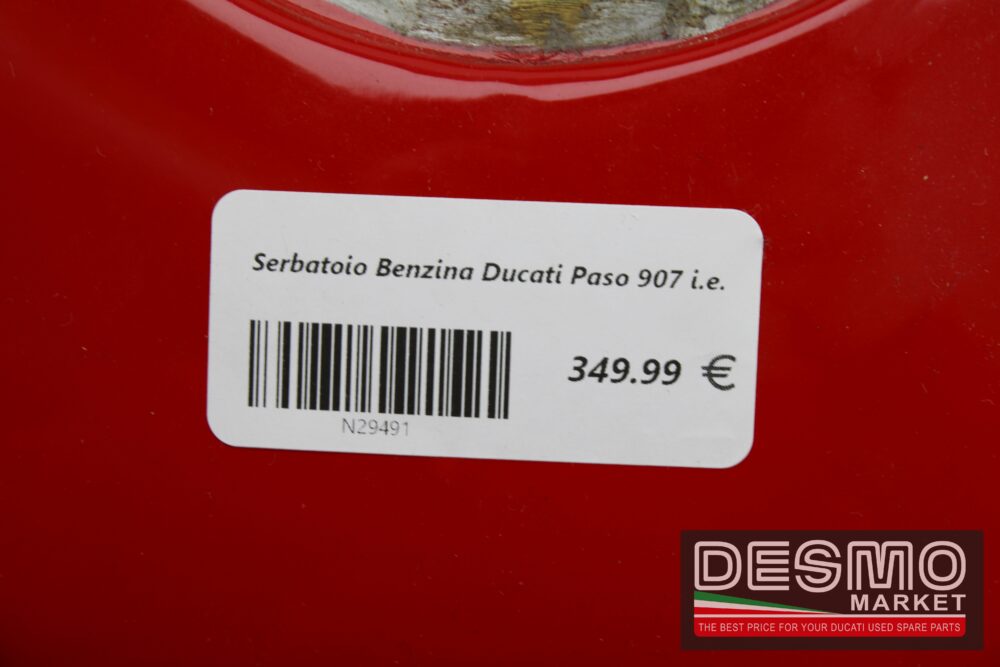 Serbatoio Benzina Ducati Paso 907 i.e.
349.99 €
N29491
DESMO
MARKET
THE BEST PRICE FOR YOUR DUCATI USED SPARE PARTS